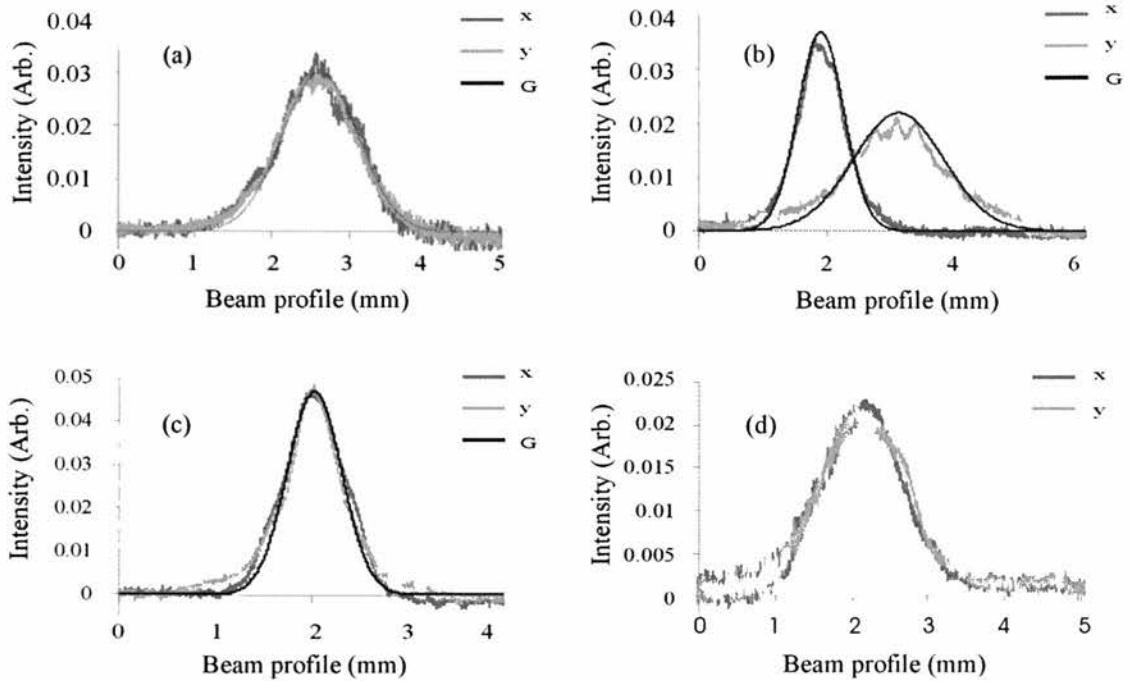 (a)
Intensity (Arb.)
0.04
0.03
0.02
0.01
0
0 1 2 3 4 5
Beam profile (mm)
x
y
G
(b)
Intensity (Arb.)
0.04
0.03
0.02
0.01
0
0 2 4 6
Beam profile (mm)
x
y
G
(c)
Intensity (Arb.)
0.05
0.04
0.03
0.02
0.01
0
0 1 2 3 4
Beam profile (mm)
x
y
G
(d)
Intensity (Arb.)
0.025
0.02
0.015
0.01
0.005
0
0 1 2 3 4 5
Beam profile (mm)
x
y